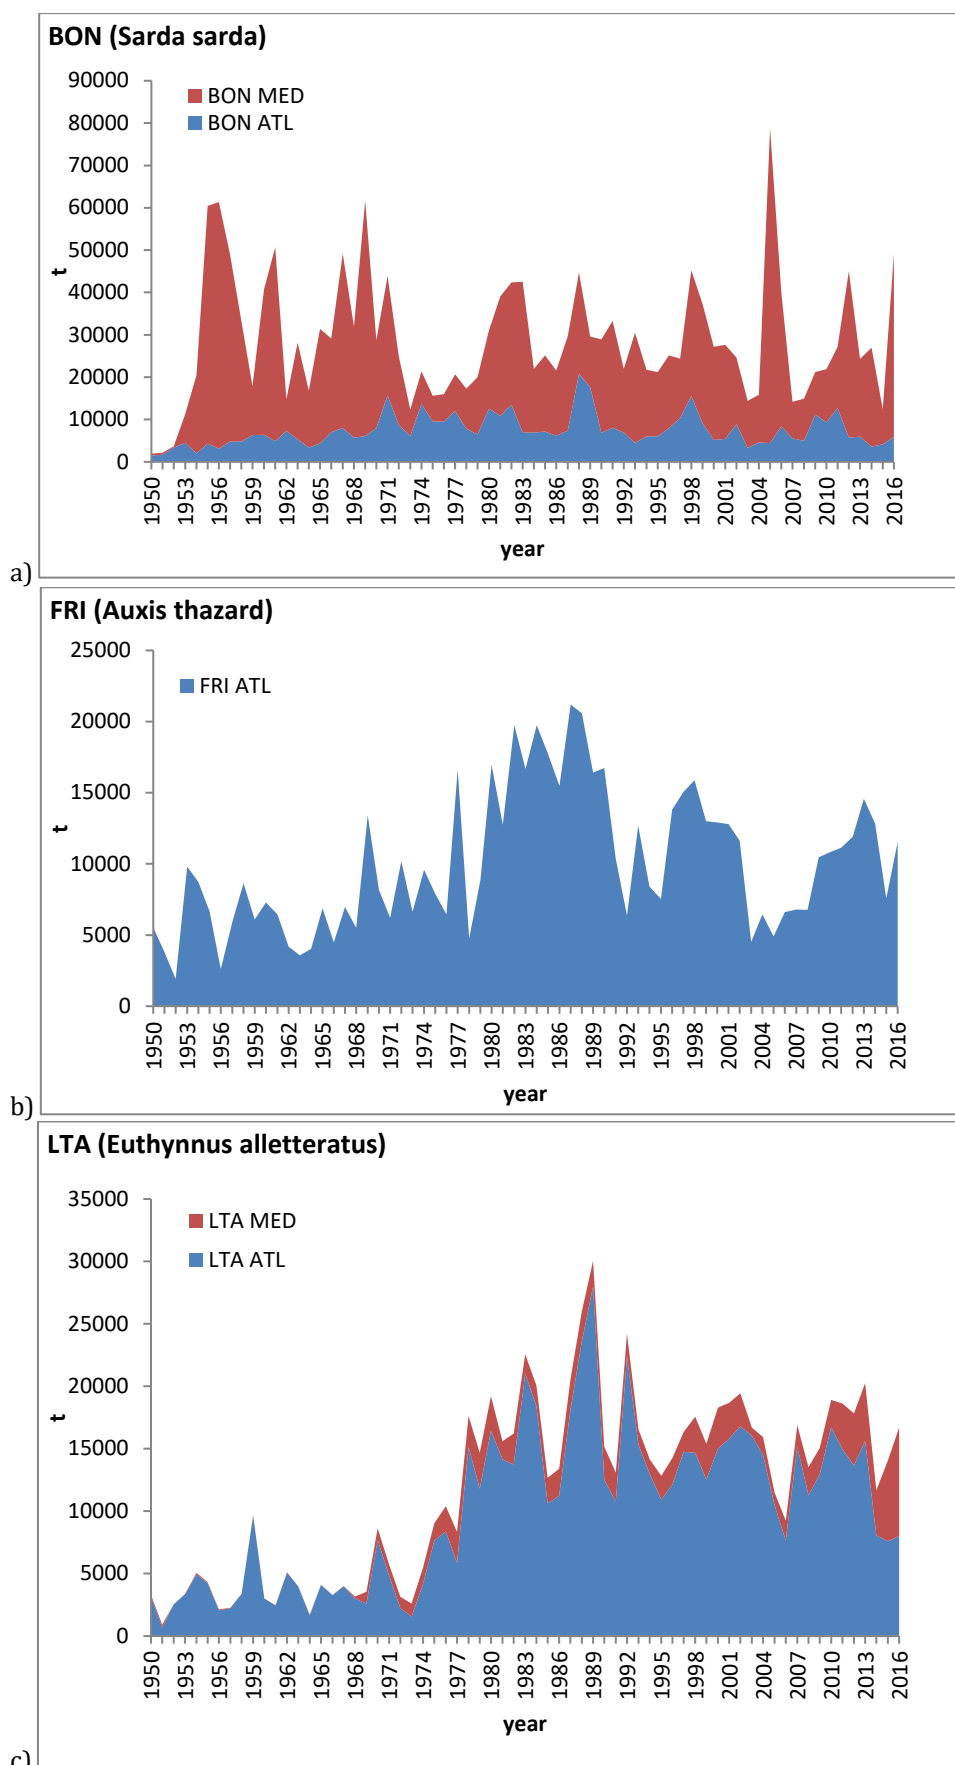 BON (Sarda sarda)
90000
80000
70000
60000
50000
40000
30000
20000
10000
0
BON MED
BON ATL
t
1950 1953 1956 1959 1962 1965 1968 1971 1974 1977 1980 1983 1986 1989 1992 1995 1998 2001 2004 2007 2010 2013 2016
year
a)
FRI (Auxis thazard)
25000
20000
15000
10000
5000
0
FRI ATL
t
1950 1953 1956 1959 1962 1965 1968 1971 1974 1977 1980 1983 1986 1989 1992 1995 1998 2001 2004 2007 2010 2013 2016
year
b)
LTA (Euthynnus alletteratus)
35000
30000
25000
20000
15000
10000
5000
0
LTA MED
LTA ATL
t
1950 1953 1956 1959 1962 1965 1968 1971 1974 1977 1980 1983 1986 1989 1992 1995 1998 2001 2004 2007 2010 2013 2016
year
c)